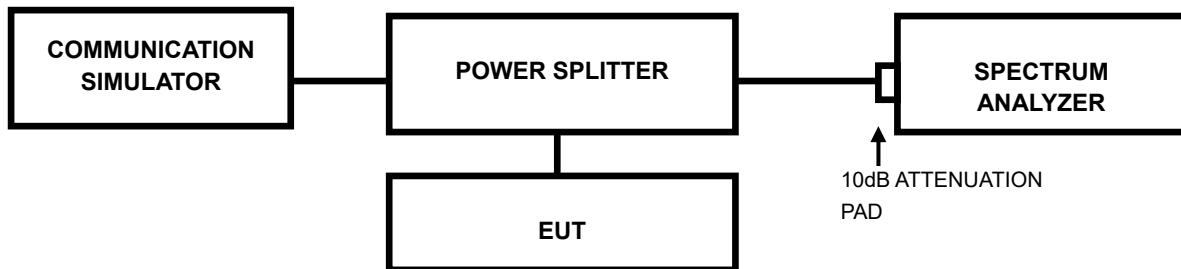 COMMUNICATION
SIMULATOR
POWER SPLITTER
SPECTRUM
ANALYZER
10dB ATTENUATION
PAD
EUT